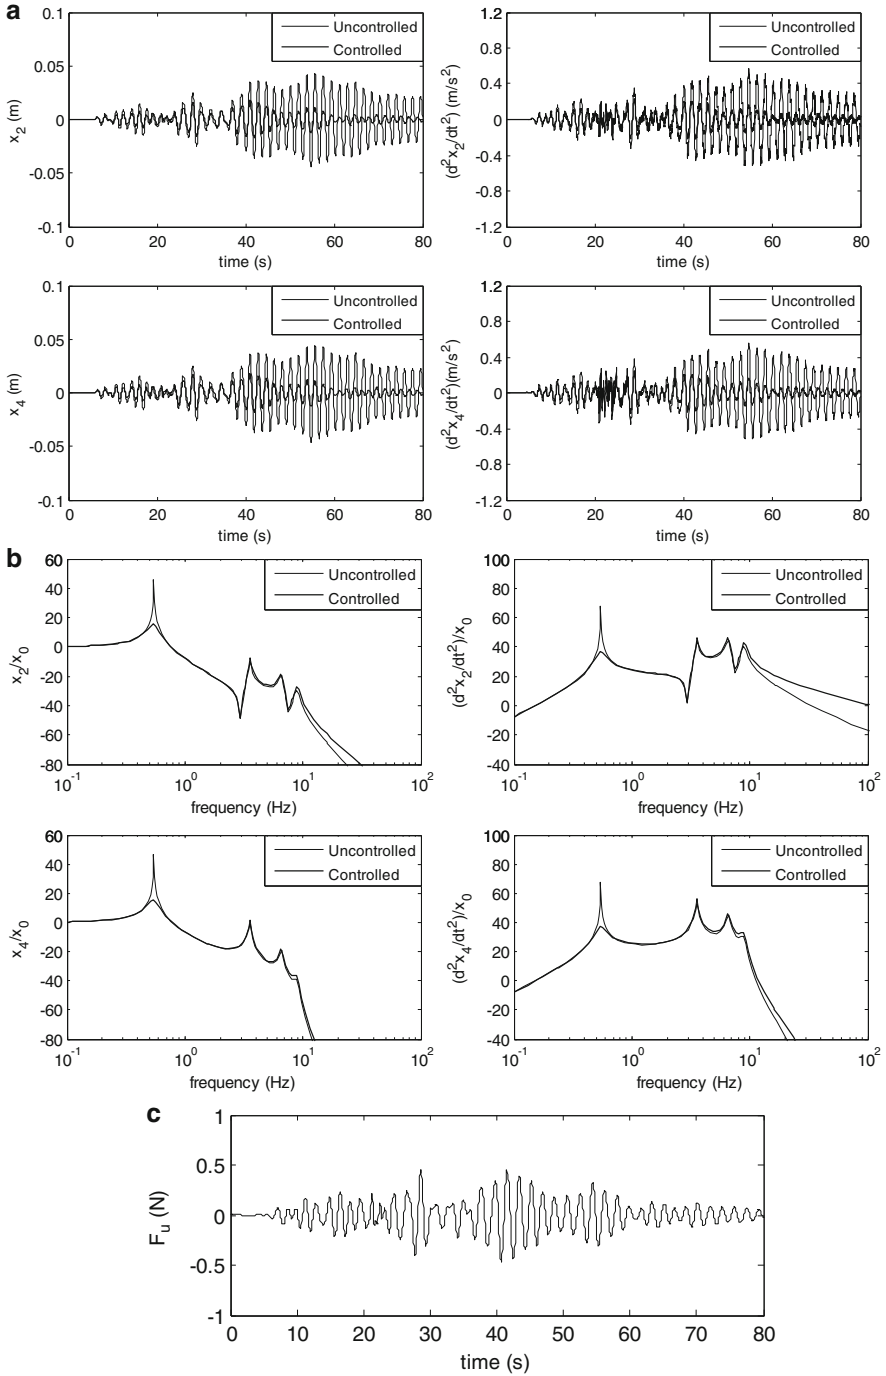 a
0.1
0.05
0
-0.05
-0.1
x2 (m)
Uncontrolled
Controlled
0 20 40 60 80
time (s)
1.2
0.8
0.4
0
-0.4
-0.8
-1.2
(d2x2/dt2) (m/s2)
Uncontrolled
Controlled
0 20 40 60 80
time (s)
0.1
0.05
0
-0.05
-0.1
x4 (m)
Uncontrolled
Controlled
0 20 40 60 80
time (s)
1.2
0.8
0.4
0
-0.4
-0.8
-1.2
(d2x4/dt2)(m/s2)
Uncontrolled
Controlled
0 20 40 60 80
time (s)
b
60
40
20
0
-20
-40
-60
-80
x2/x0
Uncontrolled
Controlled
10-1 100 101 102
frequency (Hz)
100
80
60
40
20
0
-20
-40
(d2x2/dt2)/x0
Uncontrolled
Controlled
10-1 100 101 102
frequency (Hz)
60
40
20
0
-20
-40
-60
-80
x4/x0
Uncontrolled
Controlled
10-1 100 101 102
frequency (Hz)
100
80
60
40
20
0
-20
-40
(d2x4/dt2)/x0
Uncontrolled
Controlled
10-1 100 101 102
frequency (Hz)
c
1
0.5
0
-0.5
-1
Fu (N)
0 10 20 30 40 50 60 70 80
time (s)